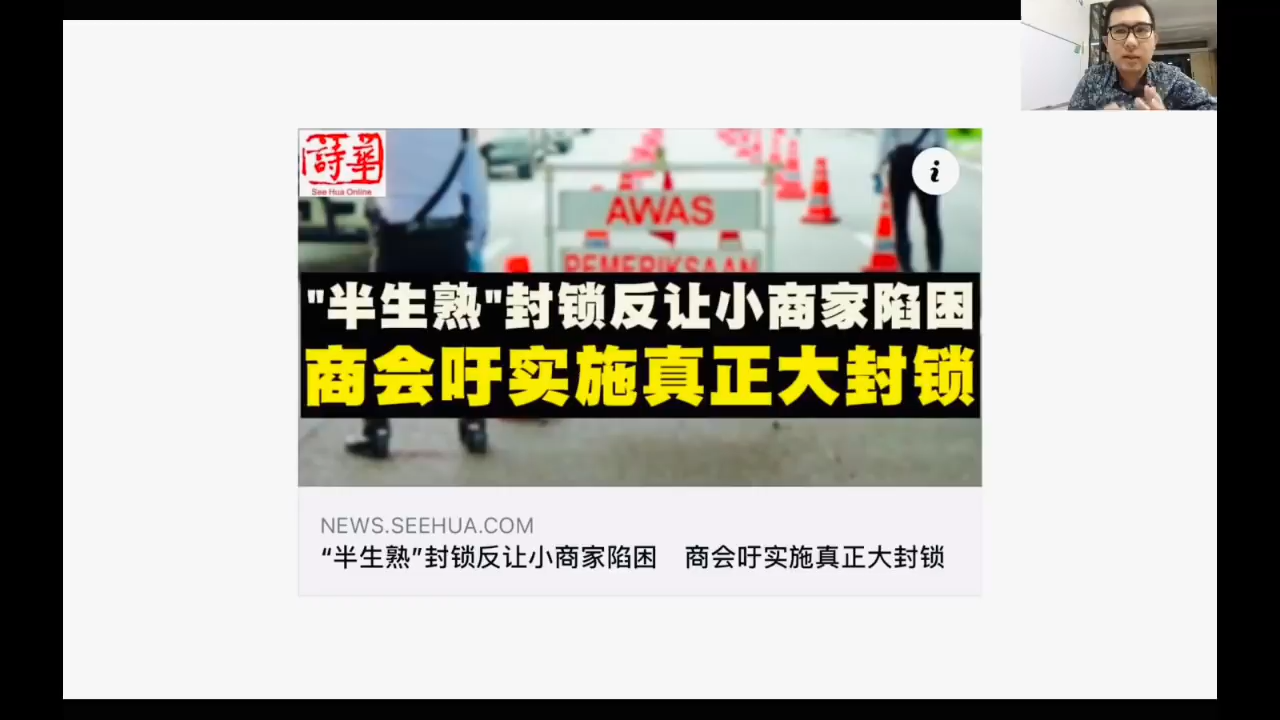 詩華
See Hua Online
AWAS
PEMERIKSAAN
"半生熟"封锁反让小商家陷困
商会吁实施真正大封锁
NEWS.SEEHUA.COM
“半生熟”封锁反让小商家陷困 商会吁实施真正大封锁